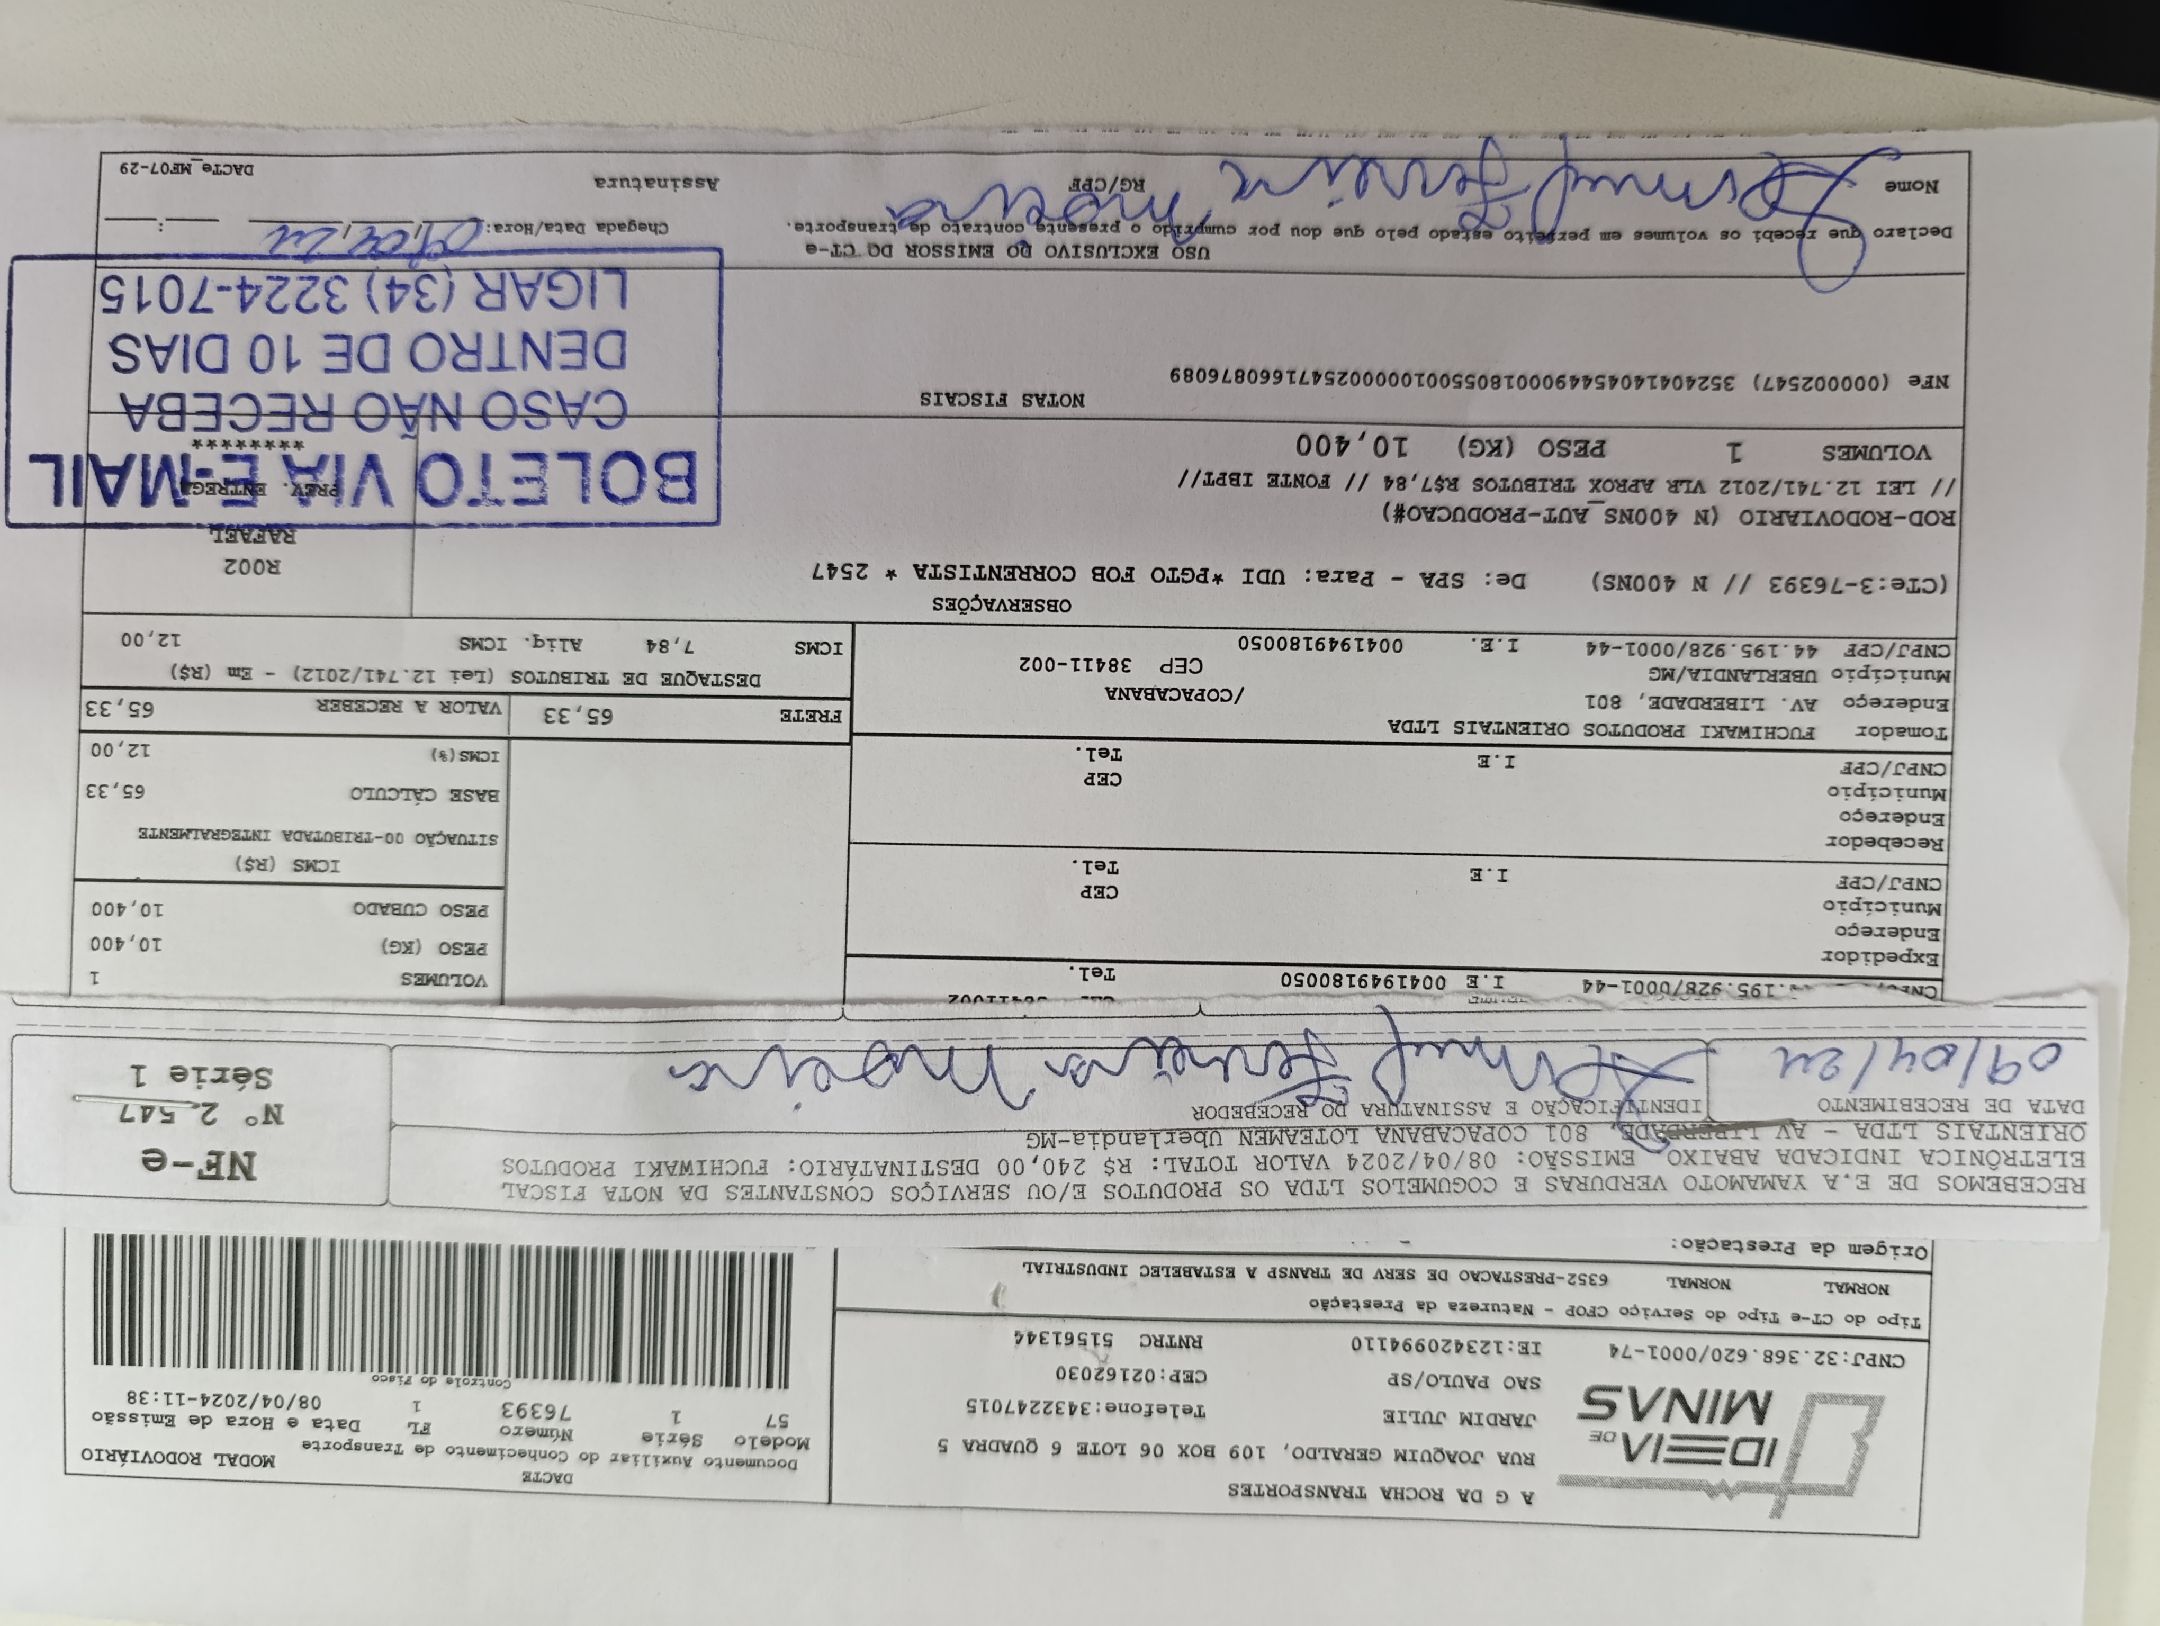 A G DA ROCHA TRANSPORTES
RUA JOAQUIM GERALDO, 109 BOX 06 LOTE 6 QUADRA 5
JARDIM JULIE Telefone:3432247015
SAO PAULO/SP CEP:02162030
CNPJ:32.368.620/0001-74 IE:123420994110 RNTRC 51561344
IDEIA DE
MINAS
DACTE
Documento Auxiliar do Conhecimento de Transporte MODAL RODOVIÁRIO
Modelo Série Número FL Data e Hora de Emissão
57 1 76393 1 08/04/2024-11:38
Controle do Fisco
Tipo do CT-e Tipo do Serviço CFOP - Natureza da Prestação
NORMAL NORMAL 6352-PRESTACAO DE SERV DE TRANSP A ESTABELEC INDUSTRIAL
Origem da Prestação:
RECEBEMOS DE E.A YAMAMOTO VERDURAS E COGUMELOS LTDA OS PRODUTOS E/OU SERVIÇOS CONSTANTES DA NOTA FISCAL
ELETRÔNICA INDICADA ABAIXO EMISSÃO: 08/04/2024 VALOR TOTAL: R$ 240,00 DESTINATÁRIO: FUCHIWAKI PRODUTOS
ORIENTAIS LTDA - AV LIBERDADE, 801 COPACABANA LOTEAMEN Uberlandia-MG
DATA DE RECEBIMENTO IDENTIFICAÇÃO E ASSINATURA DO RECEBEDOR
09/04/24 Ferreira
NF-e
Nº 2.547
Série 1
I.E 0041949180050 Tel.
Expedidor
Endereço
Município CEP
CNPJ/CPF I.E Tel.
Recebedor
Endereço
Município CEP
CNPJ/CPF I.E Tel.
Tomador FUCHIWAKI PRODUTOS ORIENTAIS LTDA
Endereço AV. LIBERDADE, 801 /COPACABANA
Município UBERLANDIA/MG CEP 38411-002
CNPJ/CPF 44.195.928/0001-44 I.E. 0041949180050
VOLUMES 1
PESO (KG) 10,400
PESO CUBADO 10,400
ICMS (R$)
SITUAÇÃO 00-TRIBUTADA INTEGRALMENTE
BASE CÁLCULO 65,33
ICMS(%) 12,00
FRETE 65,33 VALOR A RECEBER 65,33
DESTAQUE DE TRIBUTOS (Lei 12.741/2012) - Em (R$)
ICMS 7,84 Aliq. ICMS 12,00
OBSERVAÇÕES
(CTe:3-76393 // N 400NS) De: SPA - Para: UDI *PGTO FOB CORRENTISTA * 2547
ROD-RODOVIARIO (N 400NS_AUT-PRODUCAO#)
// LEI 12.741/2012 VLR APROX TRIBUTOS R$7,84 // FONTE IBPT//
R002
RAFAEL
PREV. ENTREGA
********
VOLUMES 1 PESO (KG) 10,400
NOTAS FISCAIS
NFe (000002547) 35240414045449000180550010000025471660876089
BOLETO VIA E-MAIL
CASO NÃO RECEBA
DENTRO DE 10 DIAS
LIGAR (34) 3224-7015
USO EXCLUSIVO DO EMISSOR DO CT-e
Declaro que recebi os volumes em perfeito estado pelo que dou por cumprido o presente contrato de transporte.
Chegada Data/Hora: 09/04/24 :
Nome Ferreira RG/CPF Assinatura
DACTe_MF07-29